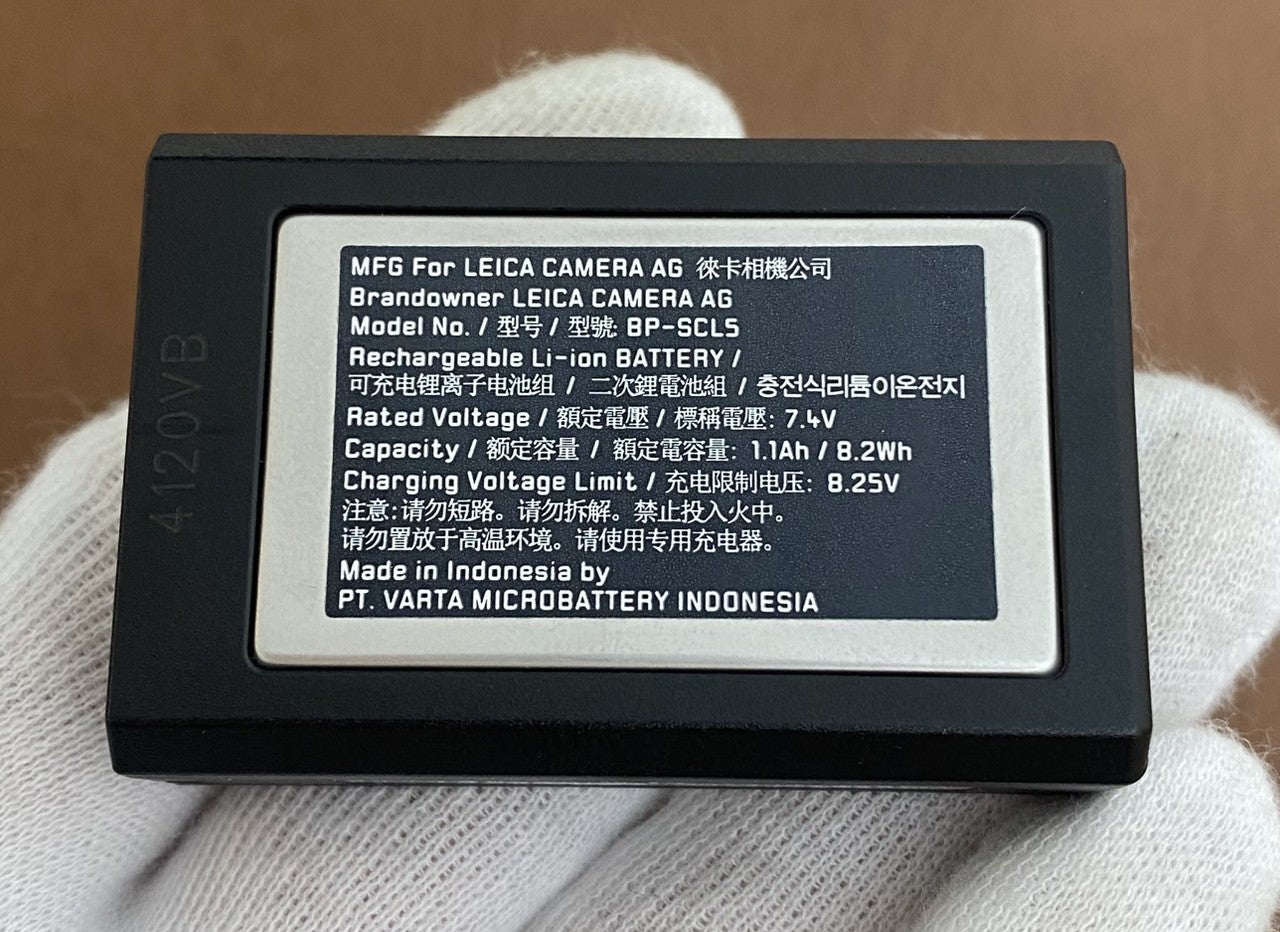 MFG For LEICA CAMERA AG 徠卡相機公司
Brandowner LEICA CAMERA AG
Model No. / 型号 / 型號: BP-SCL5
Rechargeable Li-ion BATTERY /
可充电锂离子电池组 / 二次鋰電池組 / 충전식리튬이온전지
Rated Voltage / 額定電壓 / 標稱電壓: 7.4V
Capacity / 额定容量 / 額定電容量: 1.1Ah / 8.2Wh
Charging Voltage Limit / 充电限制电压: 8.25V
注意:请勿短路。请勿拆解。禁止投入火中。
请勿置放于高温环境。请使用专用充电器。
Made in Indonesia by
PT. VARTA MICROBATTERY INDONESIA
4120VB